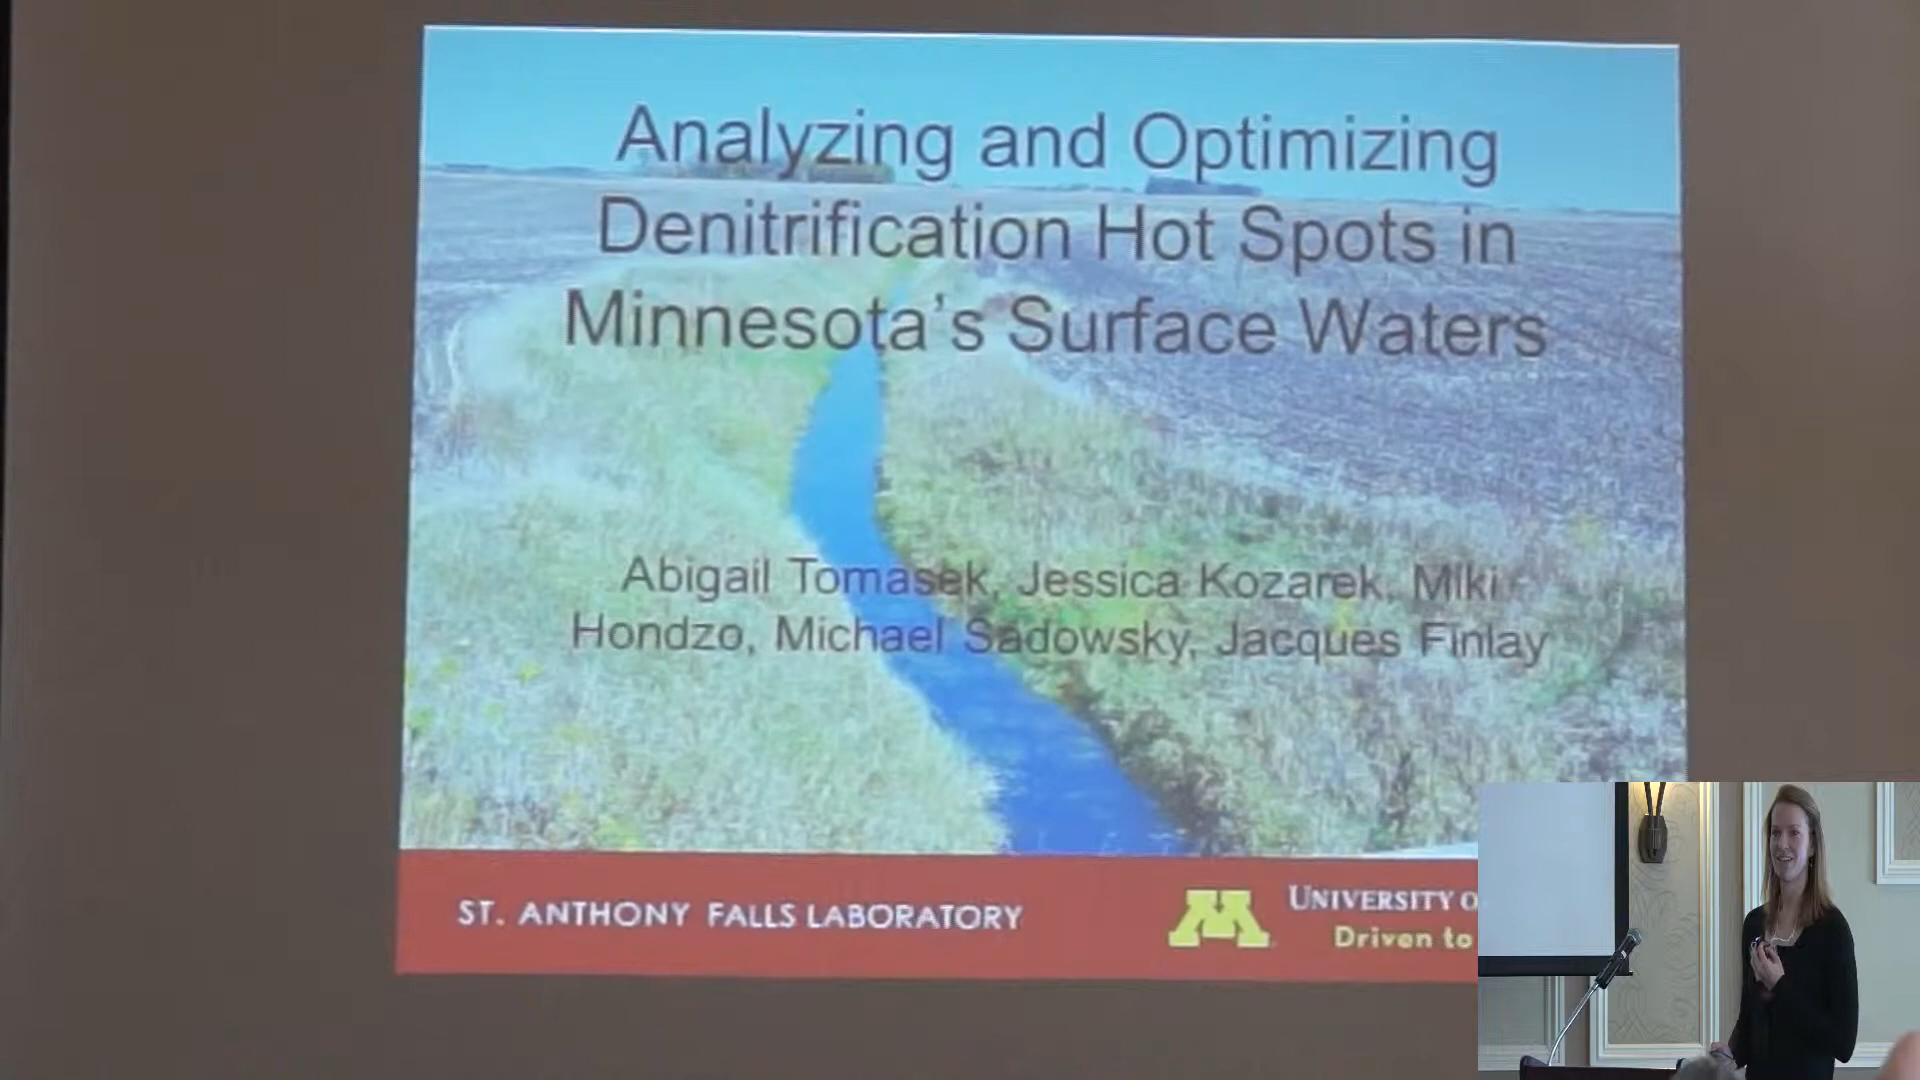 Analyzing and Optimizing
Denitrification Hot Spots in
Minnesota's Surface Waters
Abigail Tomasek, Jessica Kozarek, Miki
Hondzo, Michael Sadowsky, Jacques Finlay
ST. ANTHONY FALLS LABORATORY
M
UNIVERSITY O
Driven to